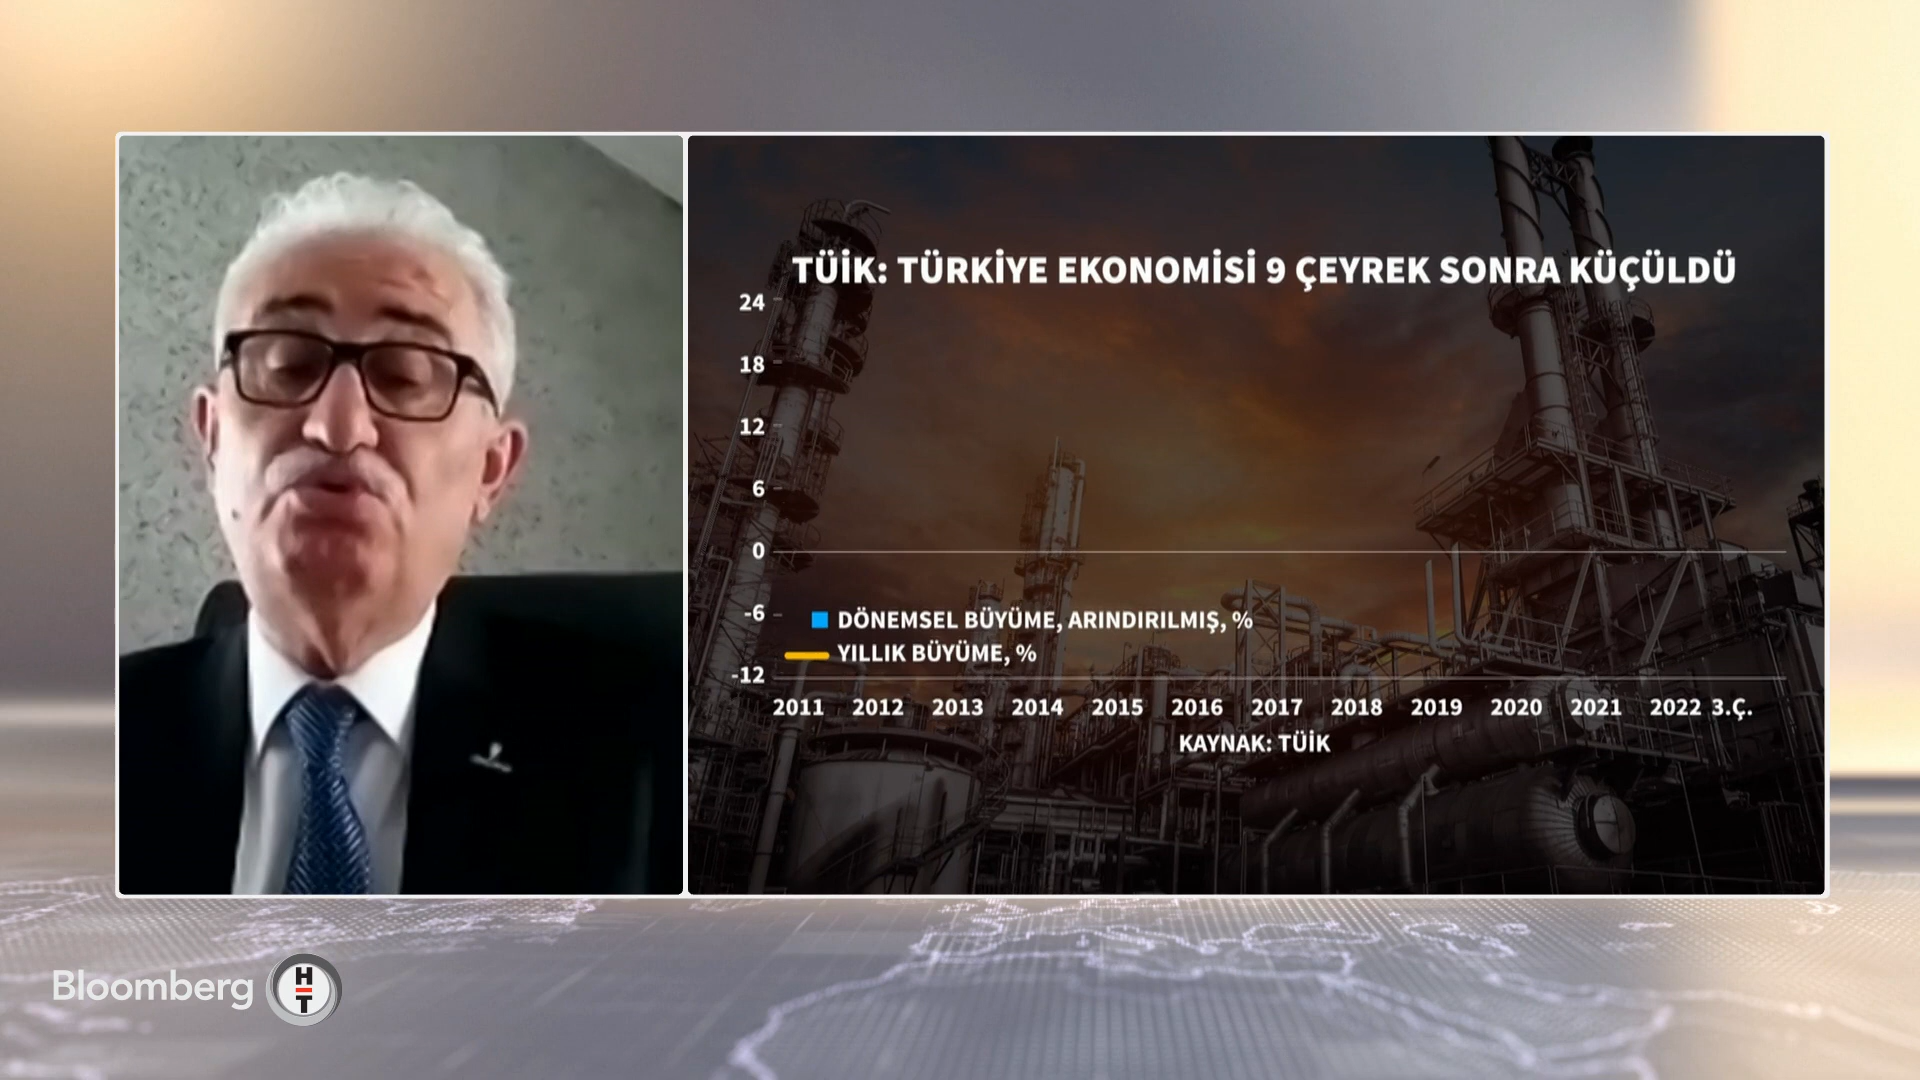 TÜİK: TÜRKİYE EKONOMİSİ 9 ÇEYREK SONRA KÜÇÜLDÜ
24
18
12
6
0
-6
-12
DÖNEMSEL BÜYÜME, ARINDIRILMIŞ, %
YILLIK BÜYÜME, %
2011 2012 2013 2014 2015 2016 2017 2018 2019 2020 2021 2022 3.Ç.
KAYNAK: TÜİK
Bloomberg HT